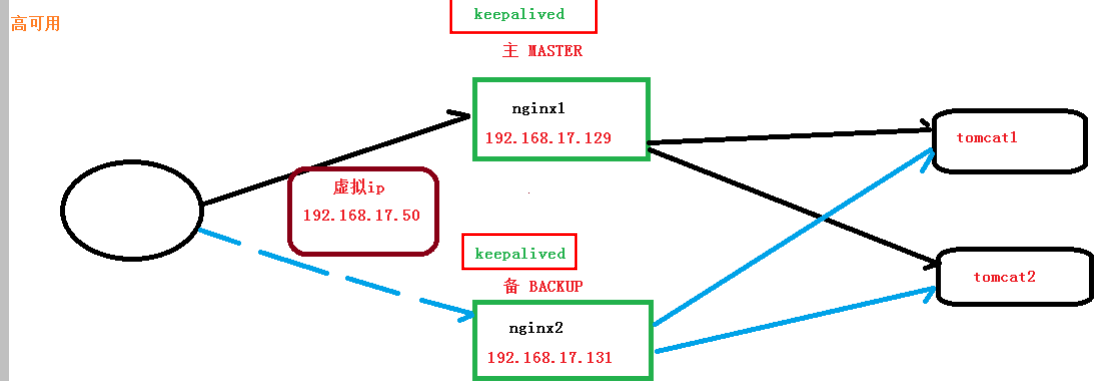 高可用
keepalived
主 MASTER
nginx1
192.168.17.129
tomcat1
虚拟ip
192.168.17.50
keepalived
备 BACKUP
tomcat2
nginx2
192.168.17.131